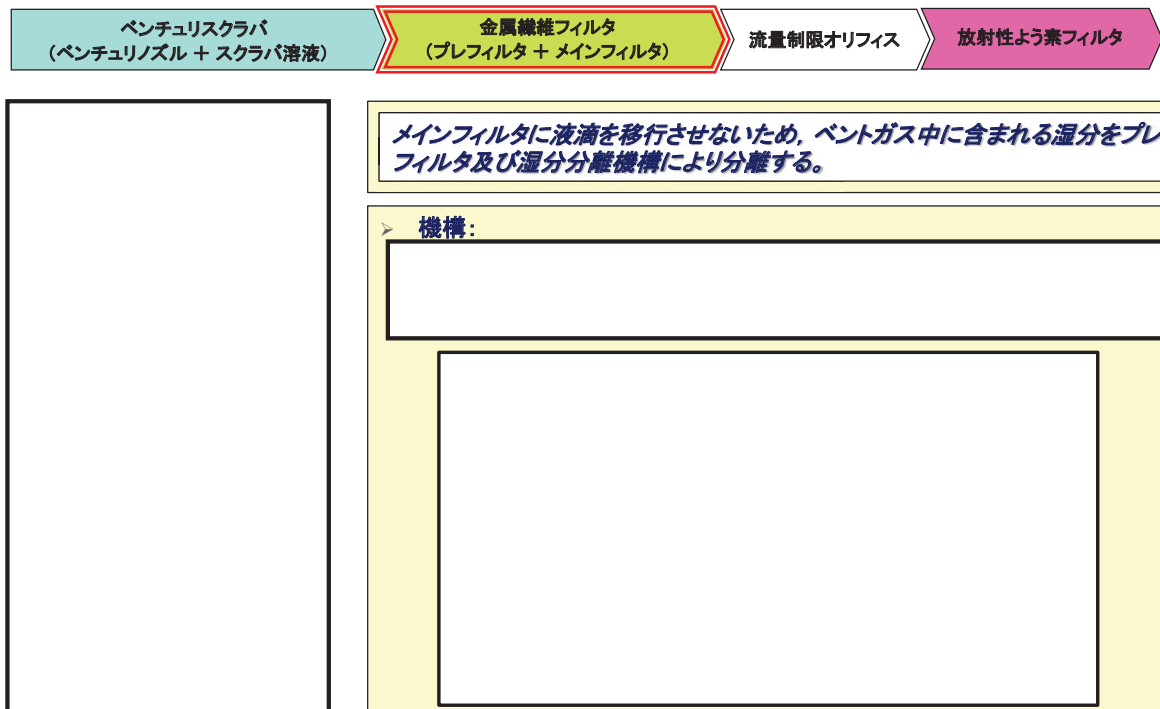 ベンチュリスクラバ
(ベンチュリノズル + スクラバ溶液)
金属繊維フィルタ
(プレフィルタ + メインフィルタ)
流量制限オリフィス
放射性よう素フィルタ
メインフィルタに液滴を移行させないため，ベントガス中に含まれる湿分をプレ
フィルタ及び湿分分離機構により分離する。
➢ 機構：